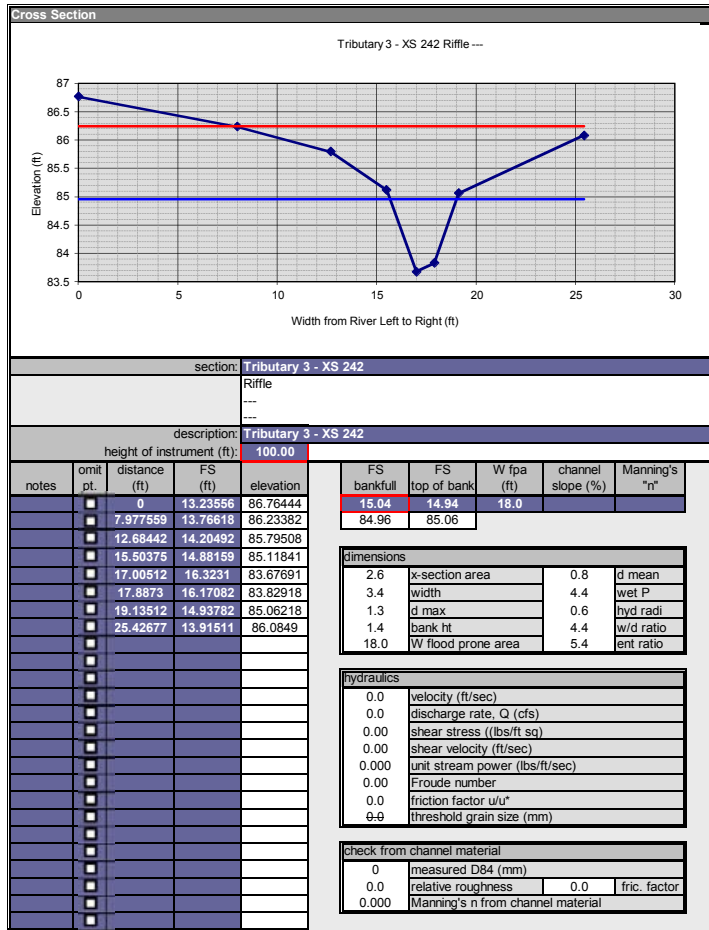 Cross Section
Tributary 3 - XS 242 Riffle ---
87
86.5
86
85.5
85
84.5
84
83.5
Elevation (ft)
0 5 10 15 20 25 30
Width from River Left to Right (ft)
section: Tributary 3 - XS 242
Riffle
---
---
description: Tributary 3 - XS 242
height of instrument (ft): 100.00
notes omit pt. distance (ft) FS (ft) elevation FS bankfull FS top of bank W fpa (ft) channel slope (%) Manning's "n"
0 13.23556 86.76444 15.04 14.94 18.0
7.977559 13.76618 86.23382 84.96 85.06
12.68442 14.20492 85.79508
15.50375 14.88159 85.11841 dimensions
17.00512 16.3231 83.67691 2.6 x-section area 0.8 d mean
17.8873 16.17082 83.82918 3.4 width 4.4 wet P
19.13512 14.93782 85.06218 1.3 d max 0.6 hyd radi
25.42677 13.91511 86.0849 1.4 bank ht 4.4 w/d ratio
18.0 W flood prone area 5.4 ent ratio
hydraulics
0.0 velocity (ft/sec)
0.0 discharge rate, Q (cfs)
0.00 shear stress ((lbs/ft sq)
0.00 shear velocity (ft/sec)
0.000 unit stream power (lbs/ft/sec)
0.00 Froude number
0.0 friction factor u/u*
0.0 threshold grain size (mm)
check from channel material
0 measured D84 (mm)
0.0 relative roughness 0.0 fric. factor
0.000 Manning's n from channel material